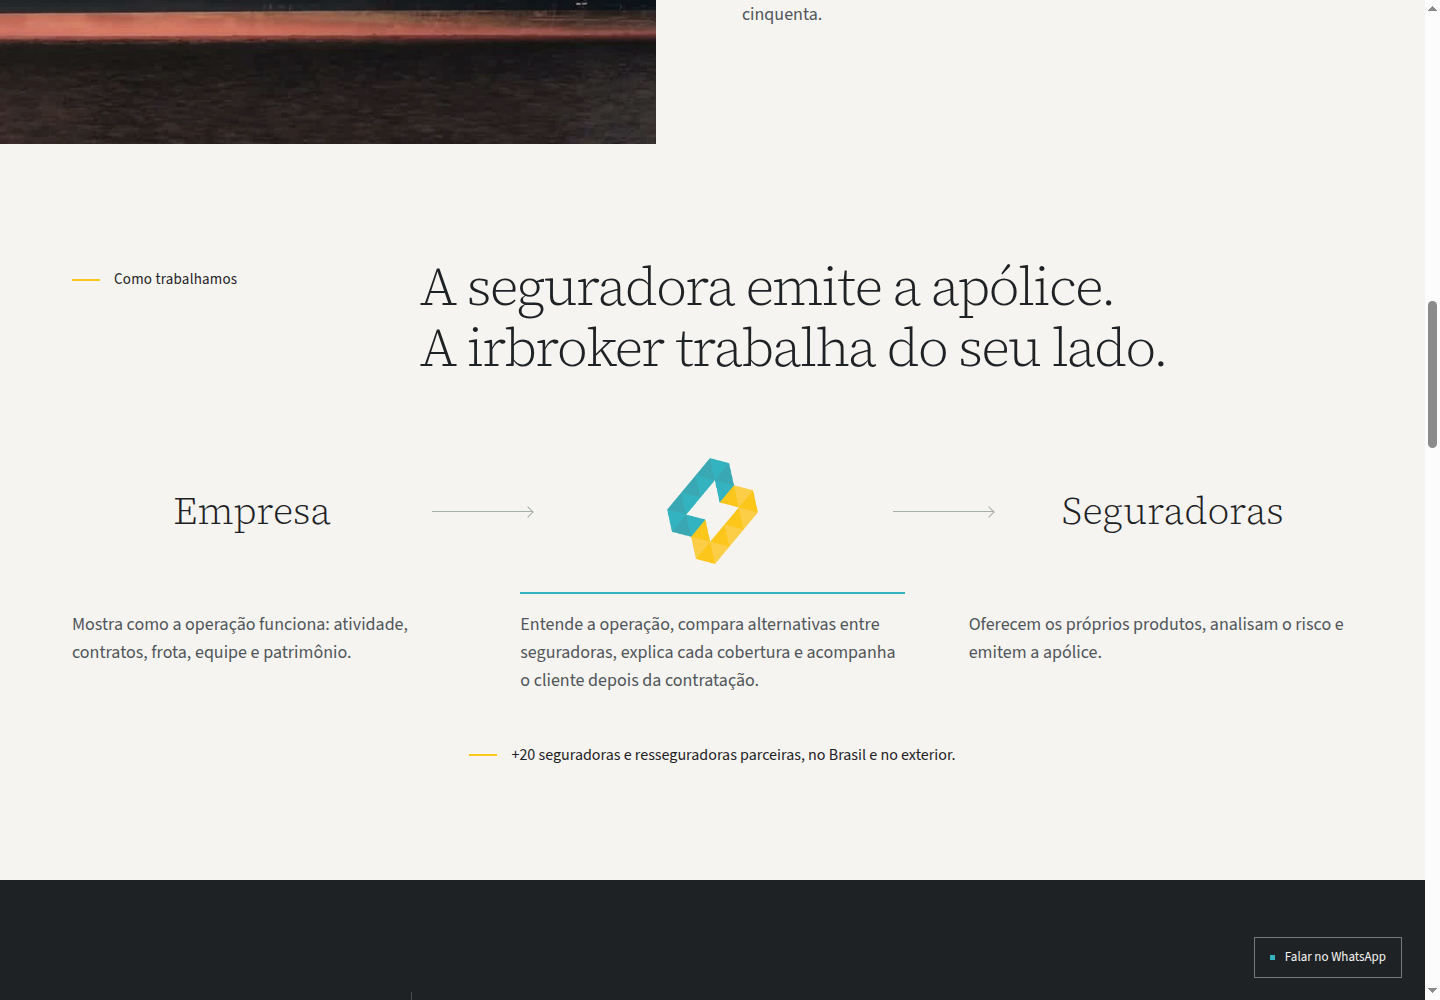 cinquenta.
Como trabalhamos
A seguradora emite a apólice.
A irbroker trabalha do seu lado.
Empresa
Seguradoras
Mostra como a operação funciona: atividade,
contratos, frota, equipe e patrimônio.
Entende a operação, compara alternativas entre
seguradoras, explica cada cobertura e acompanha
o cliente depois da contratação.
Oferecem os próprios produtos, analisam o risco e
emitem a apólice.
+20 seguradoras e resseguradoras parceiras, no Brasil e no exterior.
Falar no WhatsApp